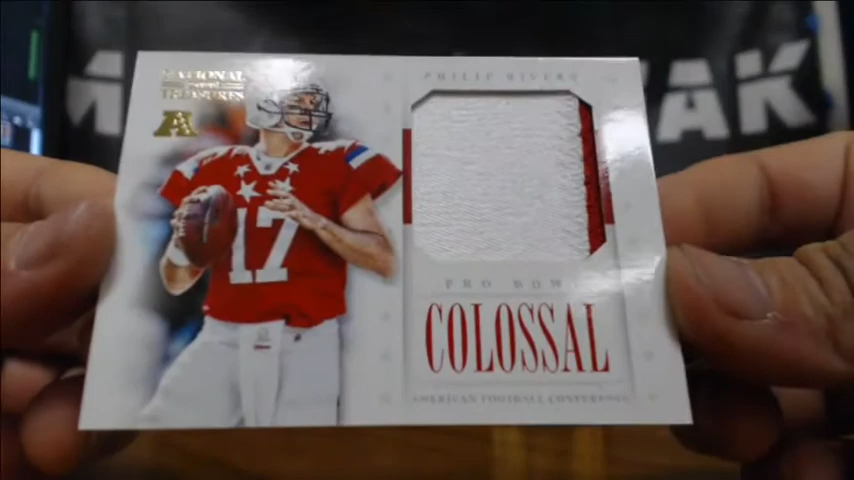 NATIONAL
TREASURES
A
PHILIP RIVERS
17
PRO BOWL
COLOSSAL
AMERICAN FOOTBALL CONFERENCE